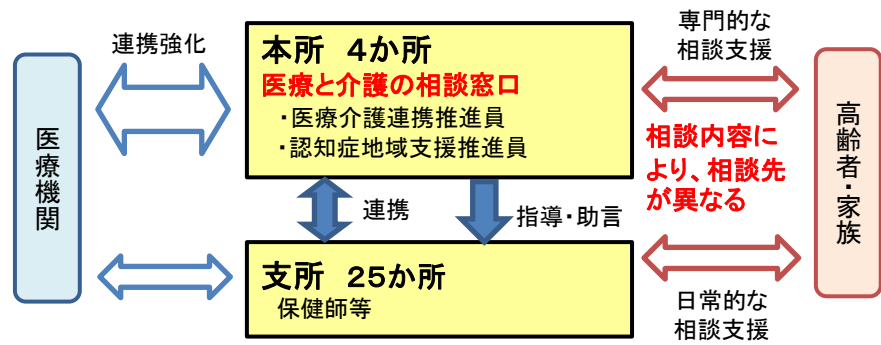 連携強化
本所 4か所
医療と介護の相談窓口
・医療介護連携推進員
・認知症地域支援推進員
専門的な
相談支援
医療機関
相談内容に
より、相談先
が異なる
高齢者・家族
連携
指導・助言
支所 25か所
保健師等
日常的な
相談支援